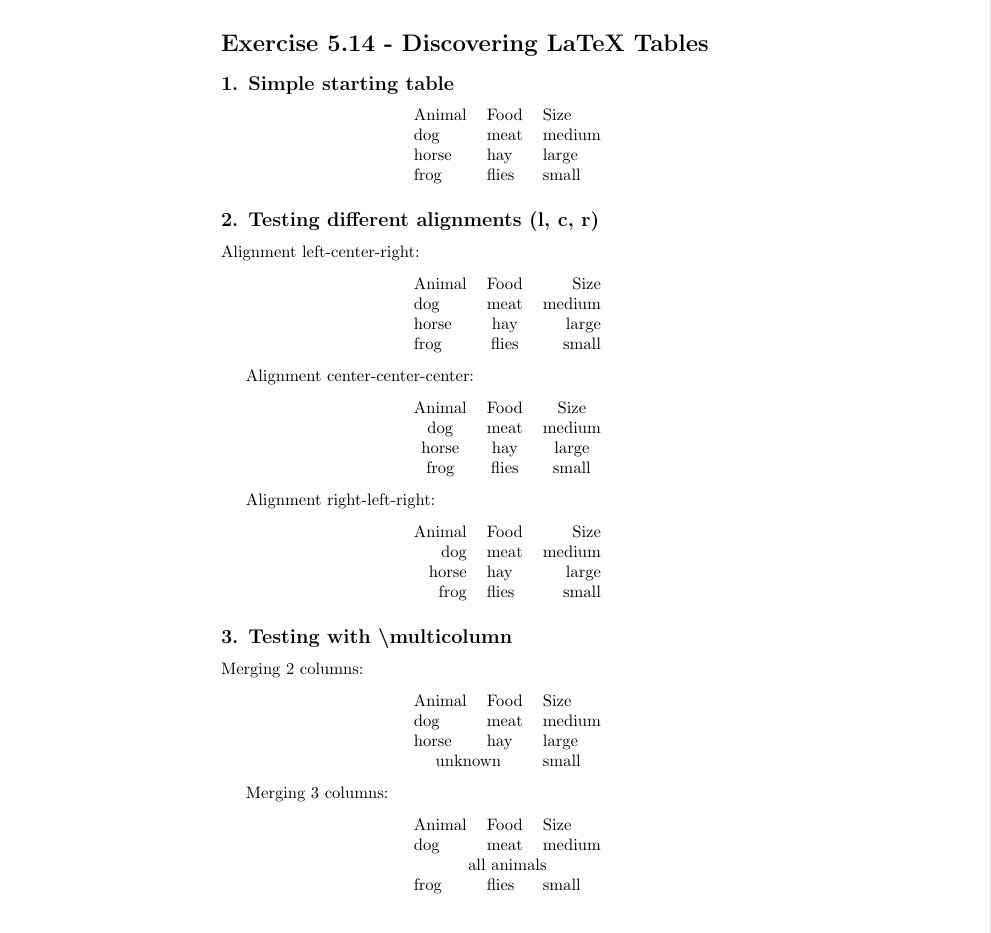 Exercise 5.14 - Discovering LaTeX Tables
1. Simple starting table
Animal Food Size
dog meat medium
horse hay large
frog flies small
2. Testing different alignments (l, c, r)
Alignment left-center-right:
Animal Food Size
dog meat medium
horse hay large
frog flies small
Alignment center-center-center:
Animal Food Size
dog meat medium
horse hay large
frog flies small
Alignment right-left-right:
Animal Food Size
dog meat medium
horse hay large
frog flies small
3. Testing with \multicolumn
Merging 2 columns:
Animal Food Size
dog meat medium
horse hay large
unknown small
Merging 3 columns:
Animal Food Size
dog meat medium
all animals
frog flies small